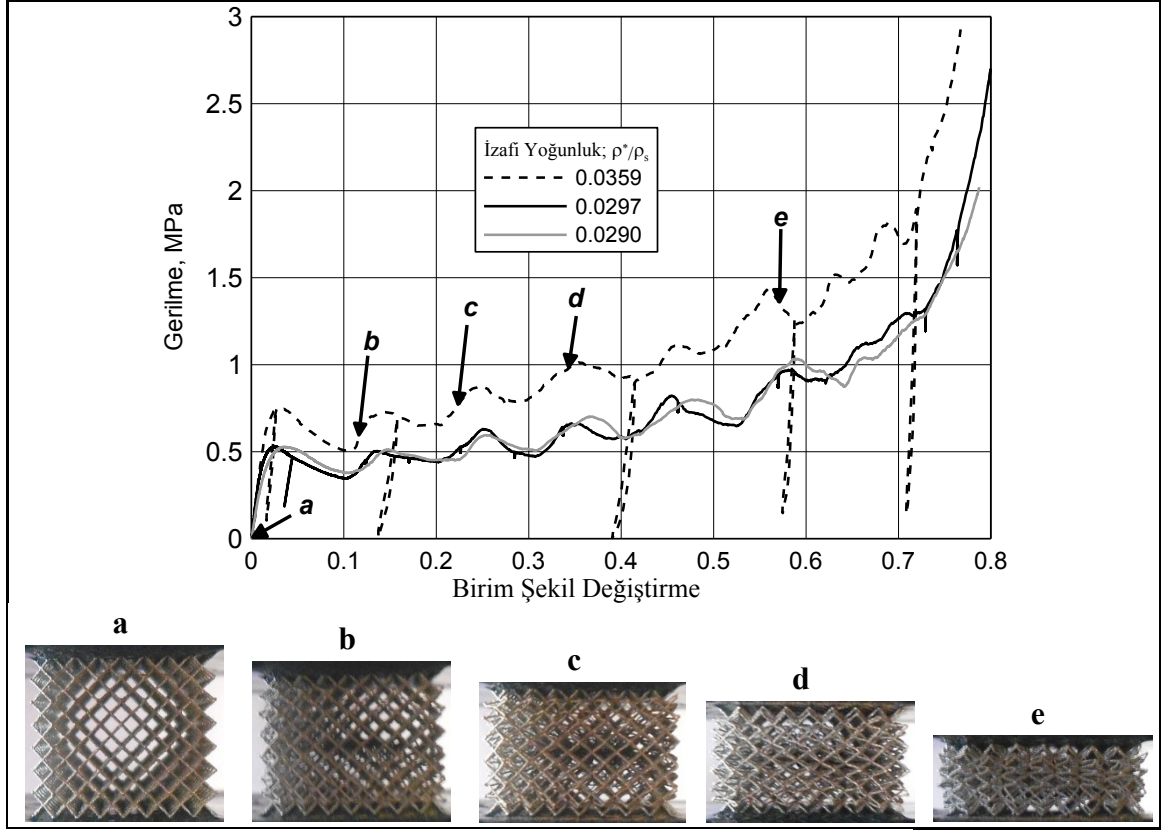 3
2.5
2
1.5
1
0.5
0
Gerilme, MPa
İzafi Yoğunluk; ρ*/ρs
0.0359
0.0297
0.0290
a
b
c
d
e
0 0.1 0.2 0.3 0.4 0.5 0.6 0.7 0.8
Birim Şekil Değiştirme
a
b
c
d
e